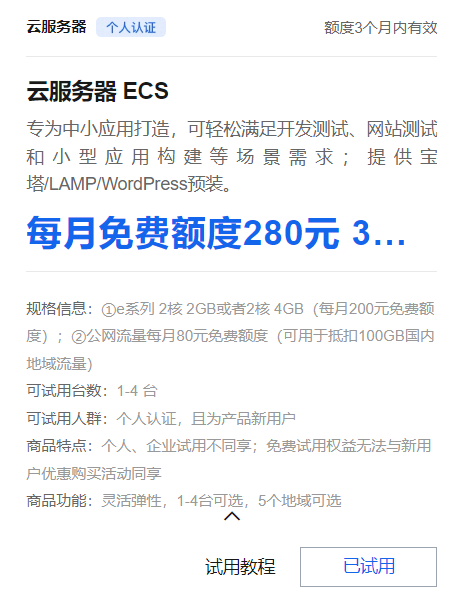 云服务器 个人认证 额度3个月内有效
云服务器 ECS
专为中小应用打造，可轻松满足开发测试、网站测试
和小型应用构建等场景需求；提供宝
塔/LAMP/WordPress预装。
每月免费额度280元 3...
规格信息：①e系列 2核 2GB或者2核 4GB（每月200元免费额
度）；②公网流量每月80元免费额度（可用于抵扣100GB国内
地域流量）
可试用台数：1-4 台
可试用人群：个人认证，且为产品新用户
商品特点：个人、企业试用不同享；免费试用权益无法与新用
户优惠购买活动同享
商品功能：灵活弹性，1-4台可选，5个地域可选
试用教程 已试用